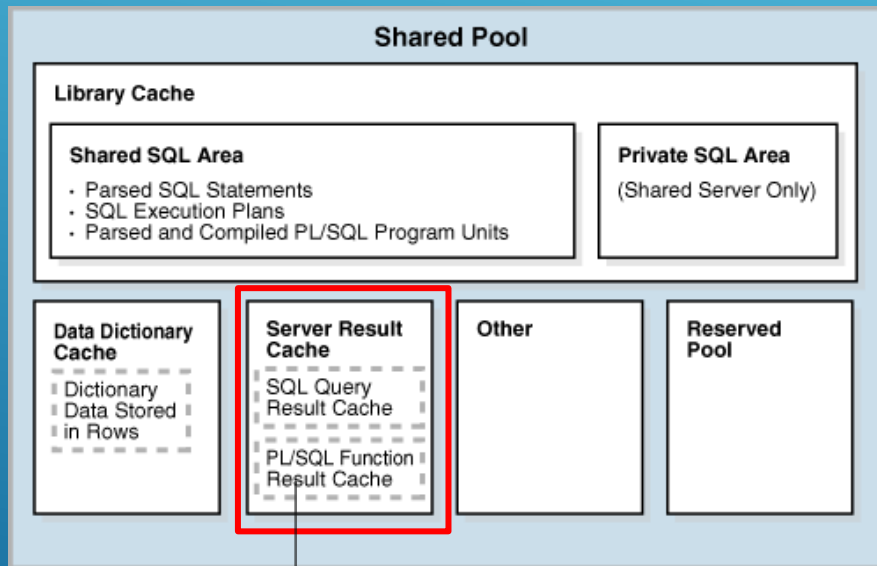 Shared Pool
Library Cache
Shared SQL Area
· Parsed SQL Statements
· SQL Execution Plans
· Parsed and Compiled PL/SQL Program Units
Private SQL Area
(Shared Server Only)
Data Dictionary
Cache
Dictionary
Data Stored
in Rows
Server Result
Cache
SQL Query
Result Cache
PL/SQL Function
Result Cache
Other
Reserved
Pool